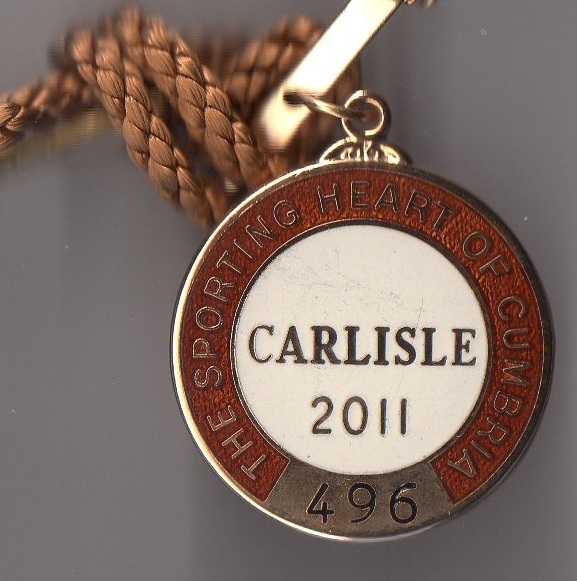 THE SPORTING HEART OF CUMBRIA
CARLISLE
2011
496